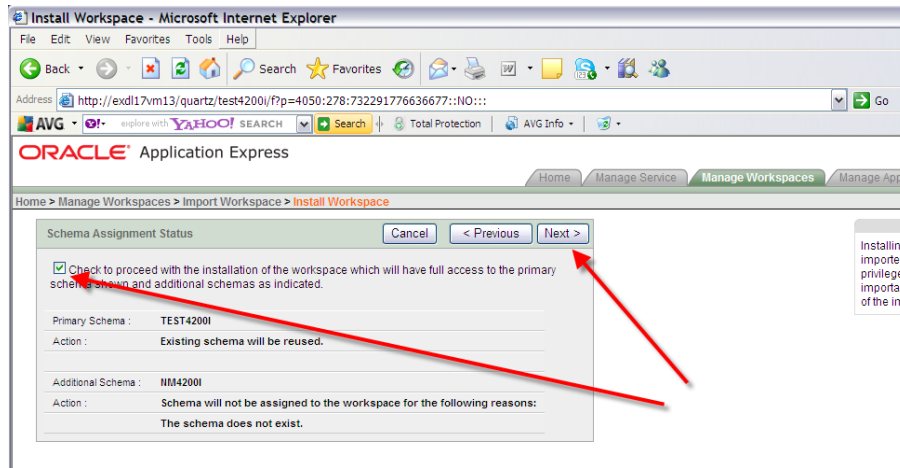 Install Workspace - Microsoft Internet Explorer
File Edit View Favorites Tools Help
Back Search Favorites
Address http://exdl17vm13/quartz/test4200i/f?p=4050:278:732291776636677::NO::: Go
AVG explore with YAHOO! SEARCH Search Total Protection AVG Info
ORACLE Application Express
Home Manage Service Manage Workspaces Manage App
Home > Manage Workspaces > Import Workspace > Install Workspace
Schema Assignment Status Cancel < Previous Next >
Check to proceed with the installation of the workspace which will have full access to the primary
schema shown and additional schemas as indicated.
Primary Schema : TEST4200I
Action : Existing schema will be reused.
Additional Schema : NM4200I
Action : Schema will not be assigned to the workspace for the following reasons:
The schema does not exist.
Installin
importe
privilege
importa
of the in